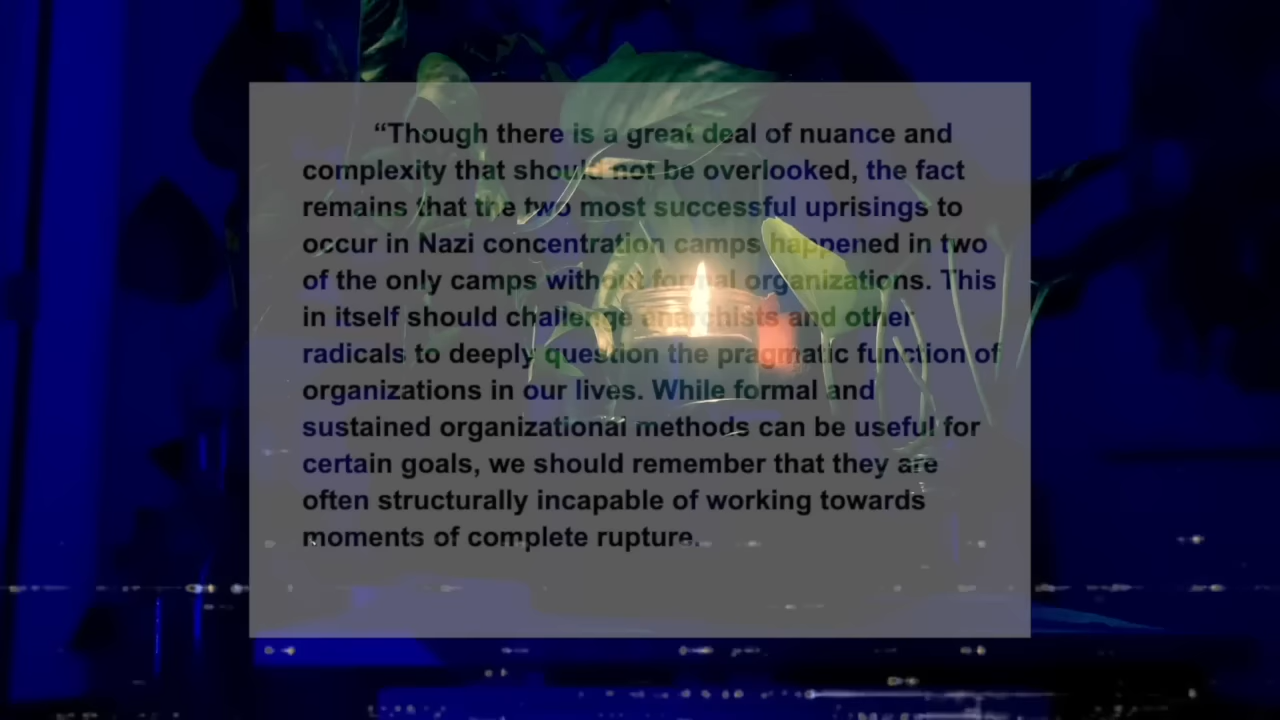 “Though there is a great deal of nuance and
complexity that should not be overlooked, the fact
remains that the two most successful uprisings to
occur in Nazi concentration camps happened in two
of the only camps without formal organizations. This
in itself should challenge anarchists and other
radicals to deeply question the pragmatic function of
organizations in our lives. While formal and
sustained organizational methods can be useful for
certain goals, we should remember that they are
often structurally incapable of working towards
moments of complete rupture.